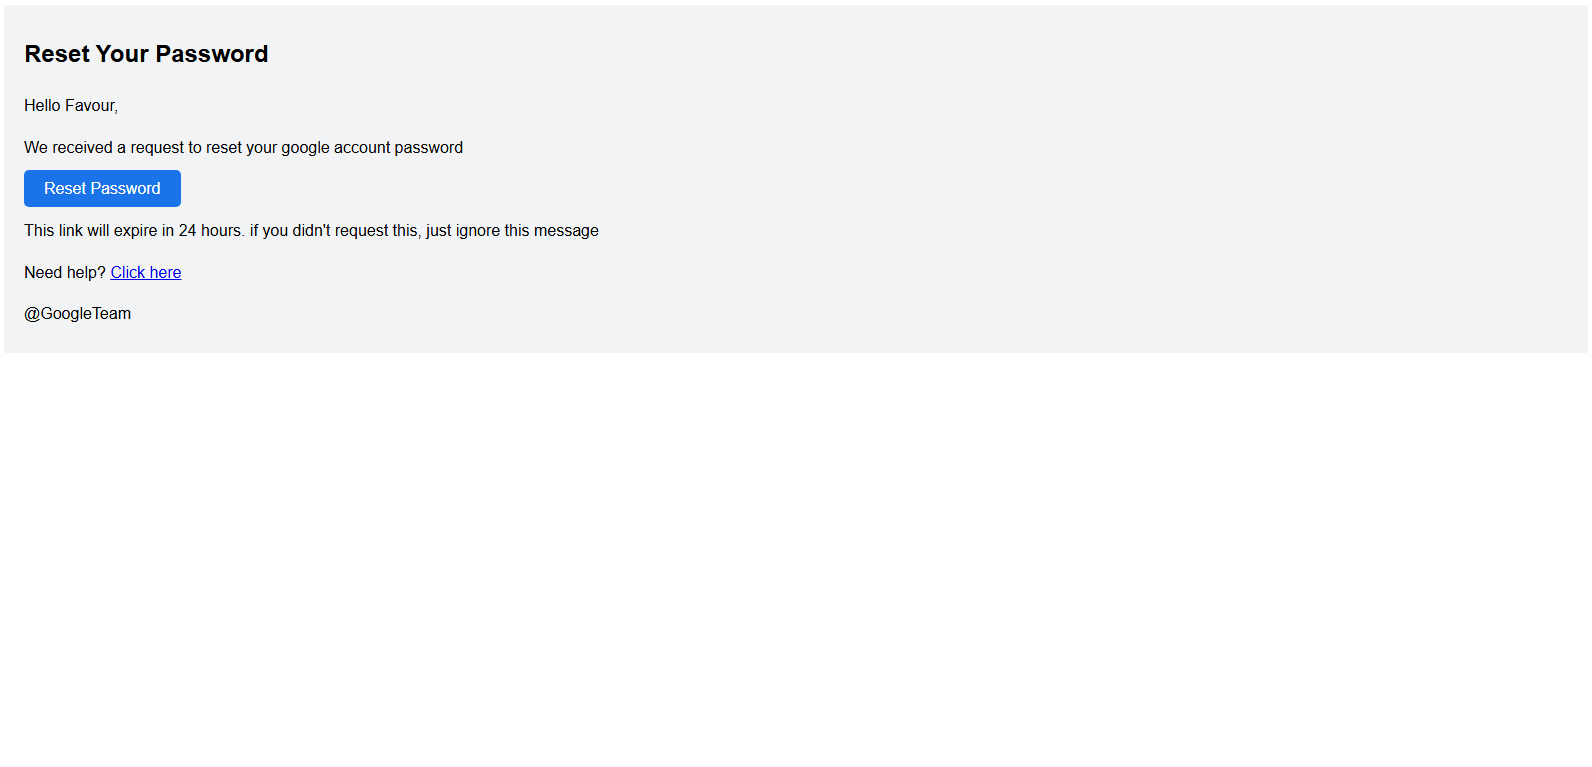 Reset Your Password
Hello Favour,
We received a request to reset your google account password
Reset Password
This link will expire in 24 hours. if you didn't request this, just ignore this message
Need help? Click here
@GoogleTeam